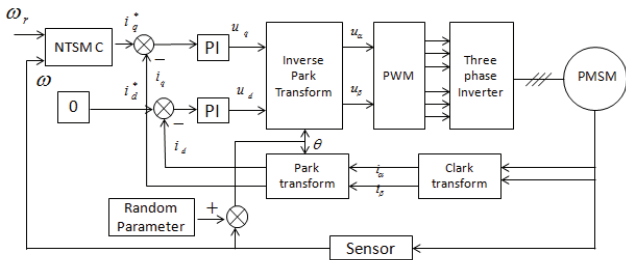 ω_r
NTSM C
i_q^*
−
i_q
PI
u_q
Inverse
Park
Transform
u_α
u_β
PWM
Three
phase
Inverter
PMSM
ω
0
i_d^*
−
i_d
PI
u_d
θ
Park
transform
i_α
i_β
Clark
transform
Random
Parameter
+
Sensor